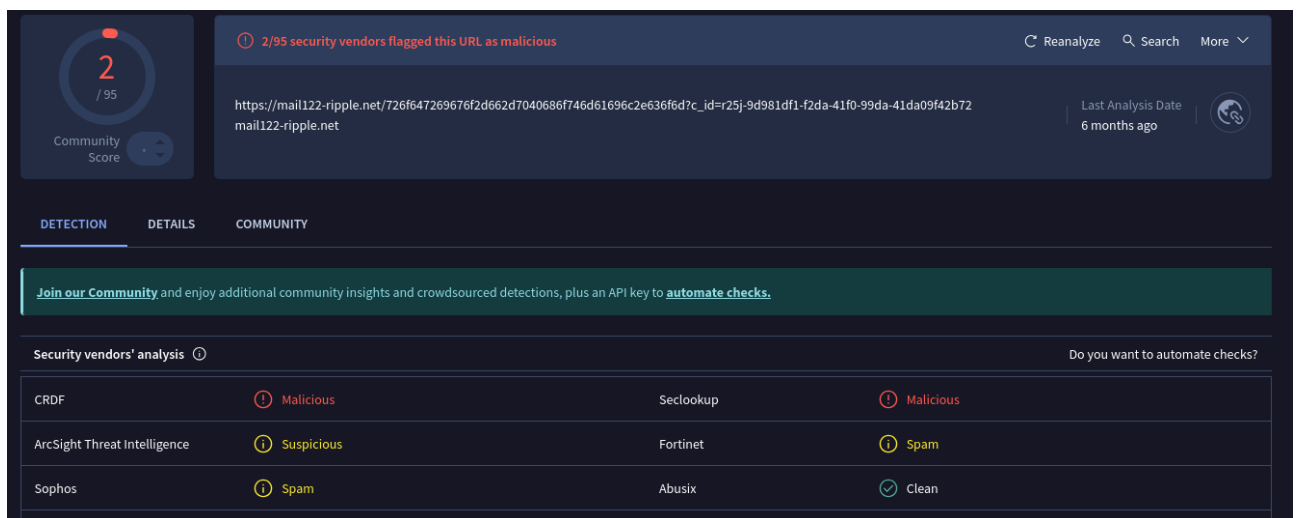 2/95 security vendors flagged this URL as malicious
Reanalyze Search More
2
/ 95
Community Score
https://mail122-ripple.net/726f647269676f2d662d7040686f746d61696c2e636f6d?c_id=r25j-9d981df1-f2da-41f0-99da-41da09f42b72
mail122-ripple.net
Last Analysis Date
6 months ago
DETECTION DETAILS COMMUNITY
Join our Community and enjoy additional community insights and crowdsourced detections, plus an API key to automate checks.
Security vendors' analysis Do you want to automate checks?
CRDF Malicious Seclookup Malicious
ArcSight Threat Intelligence Suspicious Fortinet Spam
Sophos Spam Abusix Clean